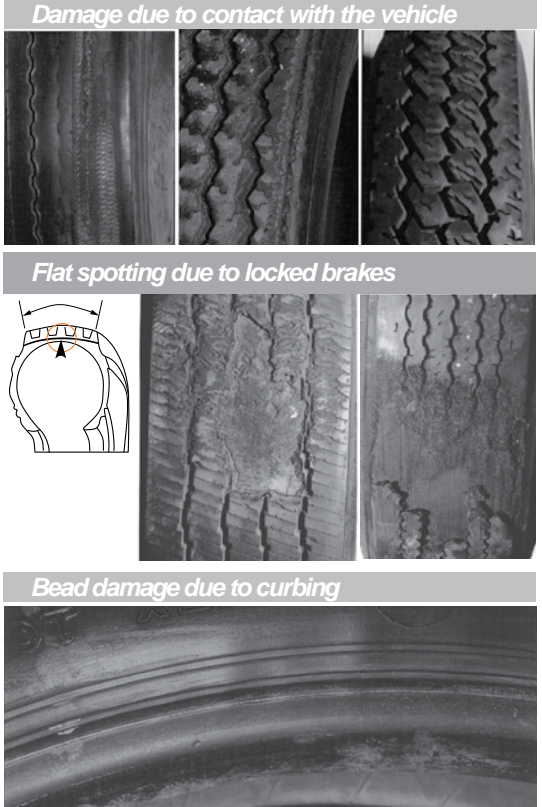 Damage due to contact with the vehicle
Flat spotting due to locked brakes
Bead damage due to curbing